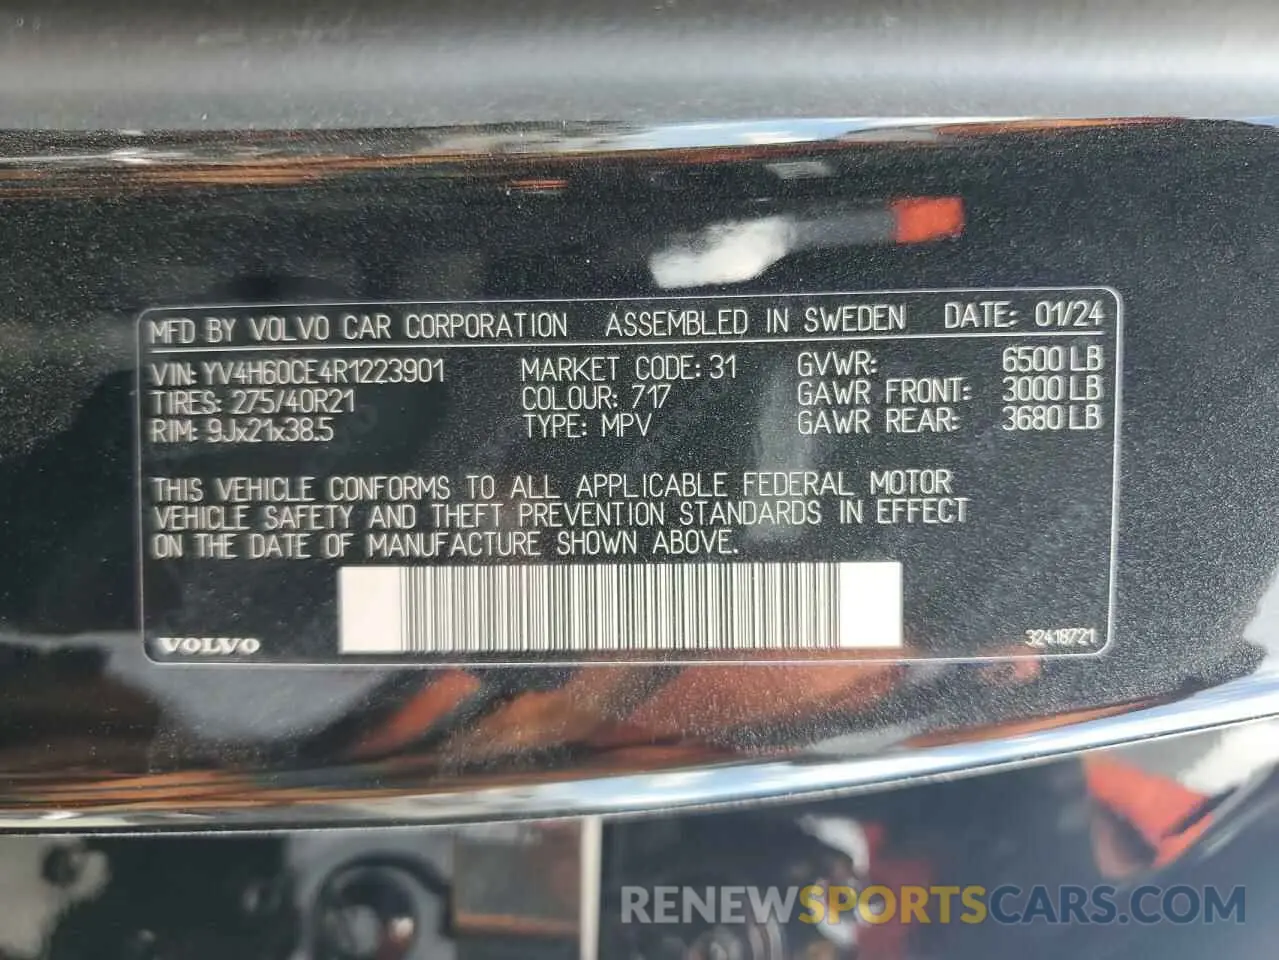 MFD BY VOLVO CAR CORPORATION ASSEMBLED IN SWEDEN DATE: 01/24
VIN: YV4H60CE4R1223901 MARKET CODE: 31 GVWR: 6500 LB
TIRES: 275/40R21 COLOUR: 717 GAWR FRONT: 3000 LB
RIM: 9Jx21x38.5 TYPE: MPV GAWR REAR: 3680 LB
THIS VEHICLE CONFORMS TO ALL APPLICABLE FEDERAL MOTOR
VEHICLE SAFETY AND THEFT PREVENTION STANDARDS IN EFFECT
ON THE DATE OF MANUFACTURE SHOWN ABOVE.
VOLVO 32418721
RENEWSPORTSCARS.COM